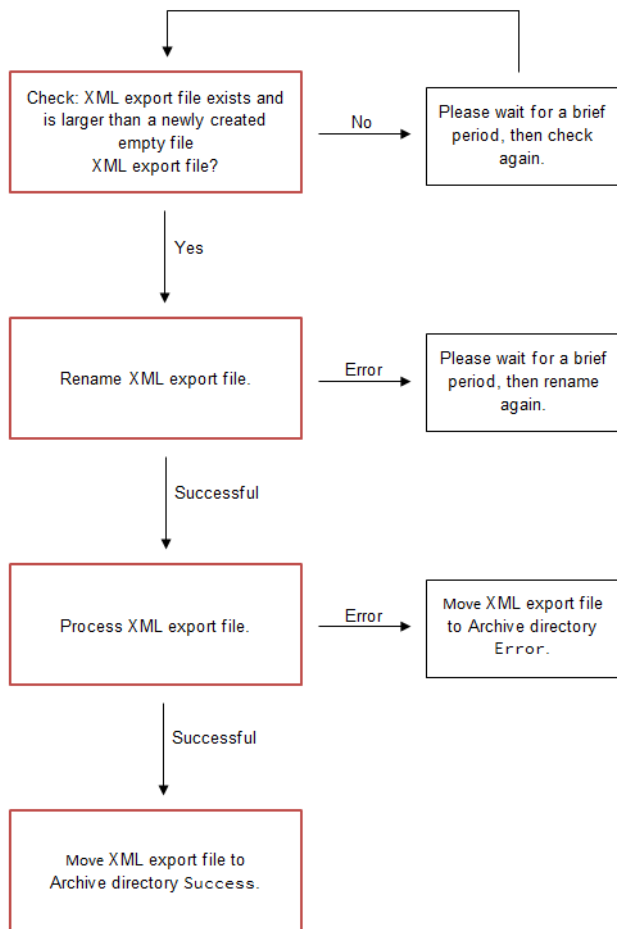 Check: XML export file exists and
is larger than a newly created
empty file
XML export file?
No
Please wait for a brief
period, then check
again.
Yes
Rename XML export file.
Error
Please wait for a brief
period, then rename
again.
Successful
Process XML export file.
Error
Move XML export file
to Archive directory
Error.
Successful
Move XML export file to
Archive directory Success.